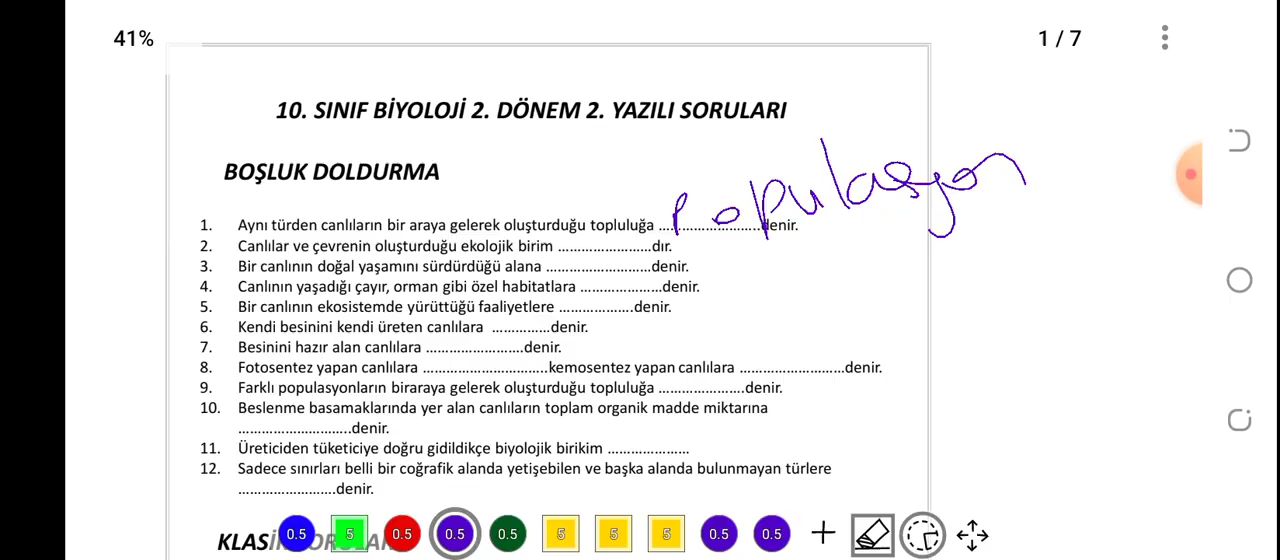 41%
1 / 7
10. SINIF BİYOLOJİ 2. DÖNEM 2. YAZILI SORULARI
BOŞLUK DOLDURMA
populasyon
1. Aynı türden canlıların bir araya gelerek oluşturduğu topluluğa ……………………..denir.
2. Canlılar ve çevrenin oluşturduğu ekolojik birim ……………………dır.
3. Bir canlının doğal yaşamını sürdürdüğü alana ………………………denir.
4. Canlının yaşadığı çayır, orman gibi özel habitatlara …………………denir.
5. Bir canlının ekosistemde yürüttüğü faaliyetlere ……………….denir.
6. Kendi besinini kendi üreten canlılara ……………denir.
7. Besinini hazır alan canlılara …………………….denir.
8. Fotosentez yapan canlılara …………………………..kemosentez yapan canlılara ………………………denir.
9. Farklı populasyonların biraraya gelerek oluşturduğu topluluğa ………………….denir.
10. Beslenme basamaklarında yer alan canlıların toplam organik madde miktarına
………………………..denir.
11. Üreticiden tüketiciye doğru gidildikçe biyolojik birikim …………………
12. Sadece sınırları belli bir coğrafik alanda yetişebilen ve başka alanda bulunmayan türlere
…………………….denir.
KLASİK SORULAR
0.5 5 0.5 0.5 0.5 5 5 5 0.5 0.5